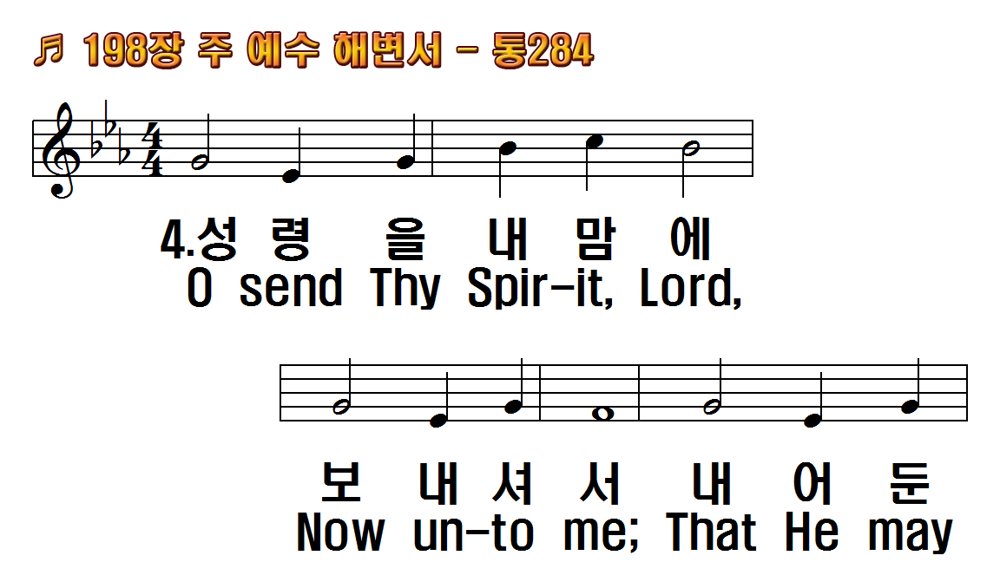 ♬ 198장 주 예수 해변서 - 통284
4.성 령 을 내 맘 에
O send Thy Spir-it, Lord,
보 내 셔 서 내 어 둔
Now un-to me; That He may